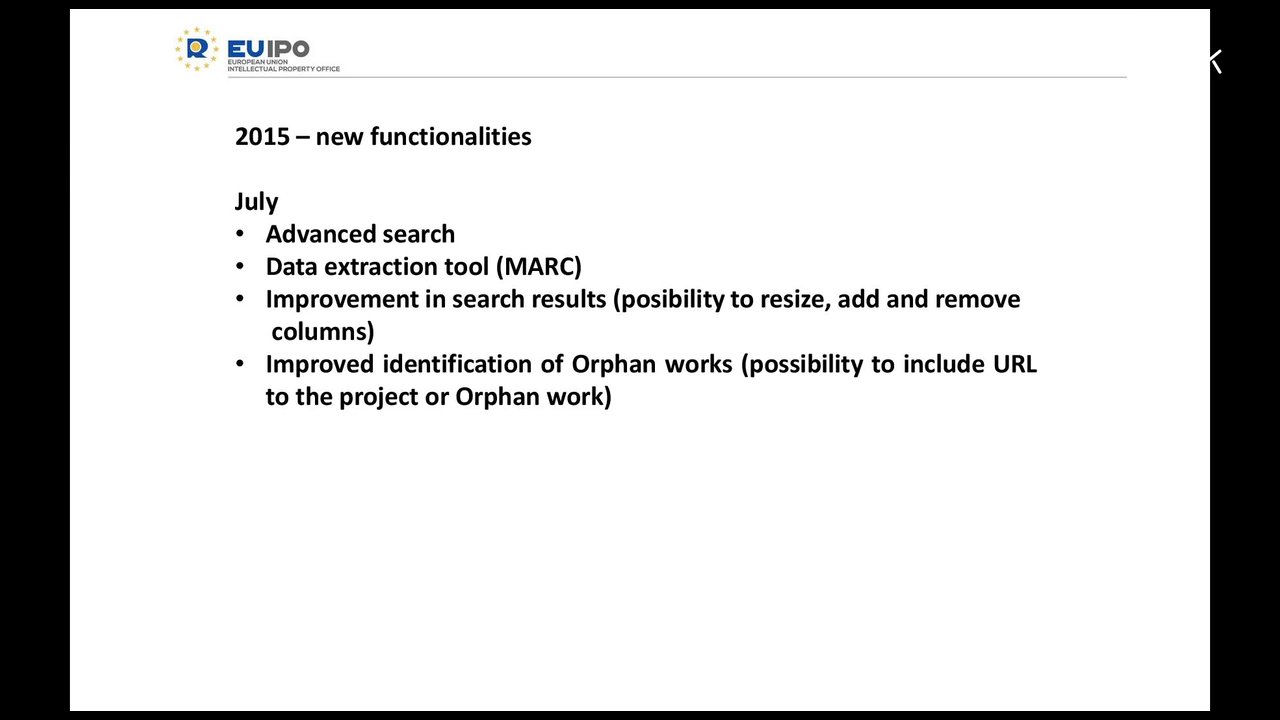 EUIPO
EUROPEAN UNION
INTELLECTUAL PROPERTY OFFICE
2015 – new functionalities
July
• Advanced search
• Data extraction tool (MARC)
• Improvement in search results (posibility to resize, add and remove
columns)
• Improved identification of Orphan works (possibility to include URL
to the project or Orphan work)